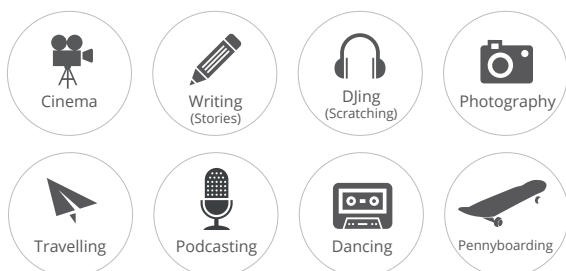 Cinema
Writing
(Stories)
DJing
(Scratching)
Photography
Travelling
Podcasting
Dancing
Pennyboarding